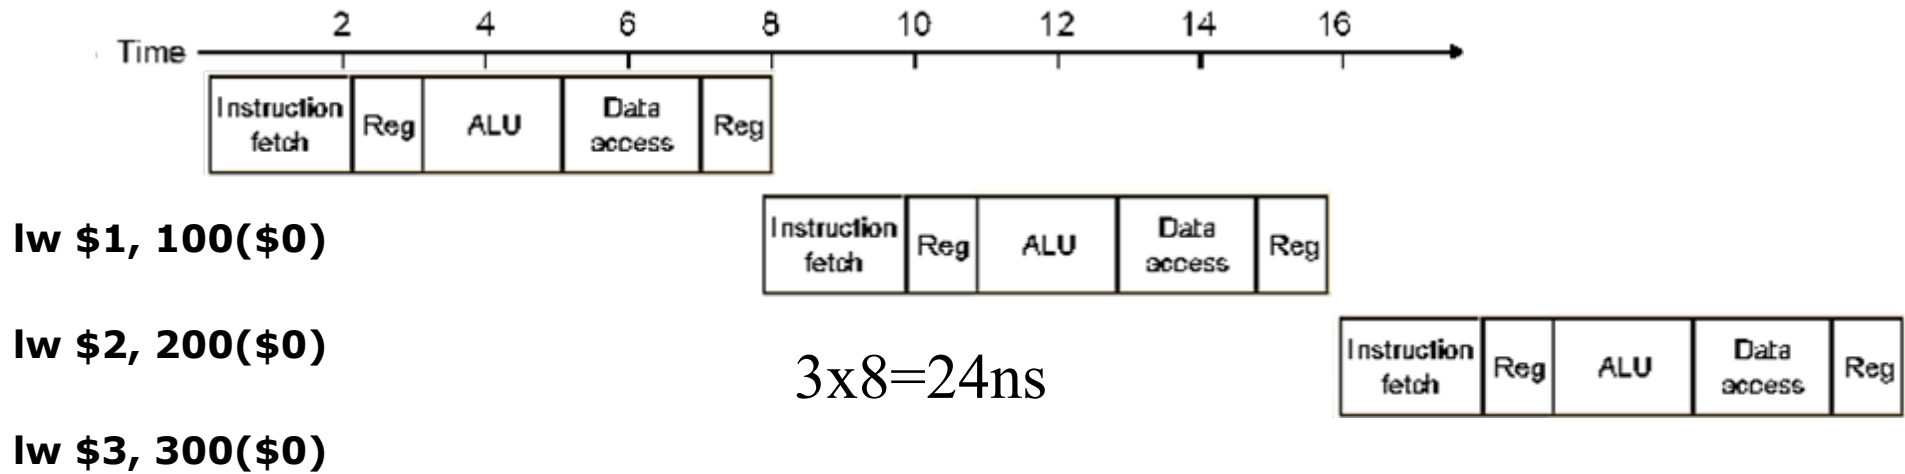 2 4 6 8 10 12 14 16
Time
Instruction fetch Reg ALU Data access Reg
lw $1, 100($0)
Instruction fetch Reg ALU Data access Reg
lw $2, 200($0)
3x8=24ns
Instruction fetch Reg ALU Data access Reg
lw $3, 300($0)